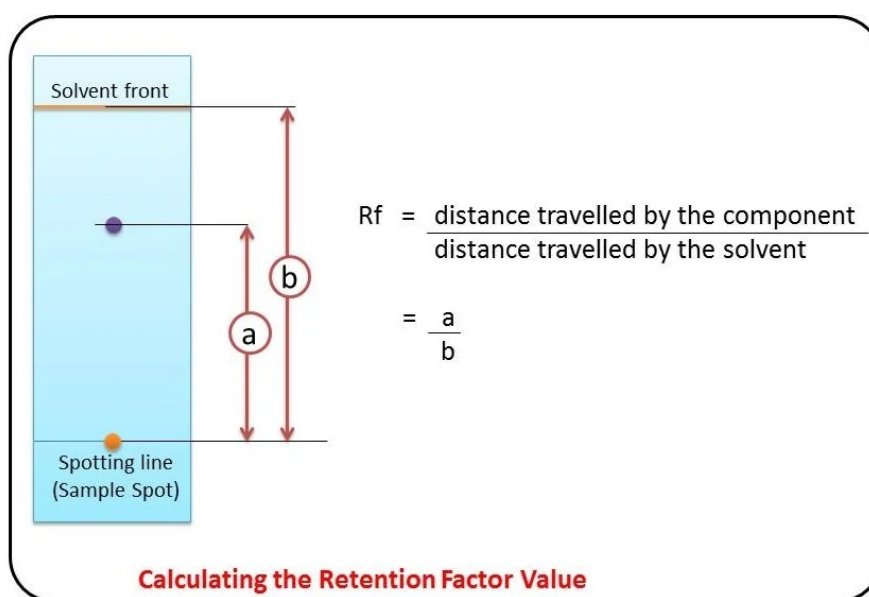 Solvent front
b
a
Spotting line
(Sample Spot)
Rf = distance travelled by the component
distance travelled by the solvent
= a
b
Calculating the Retention Factor Value